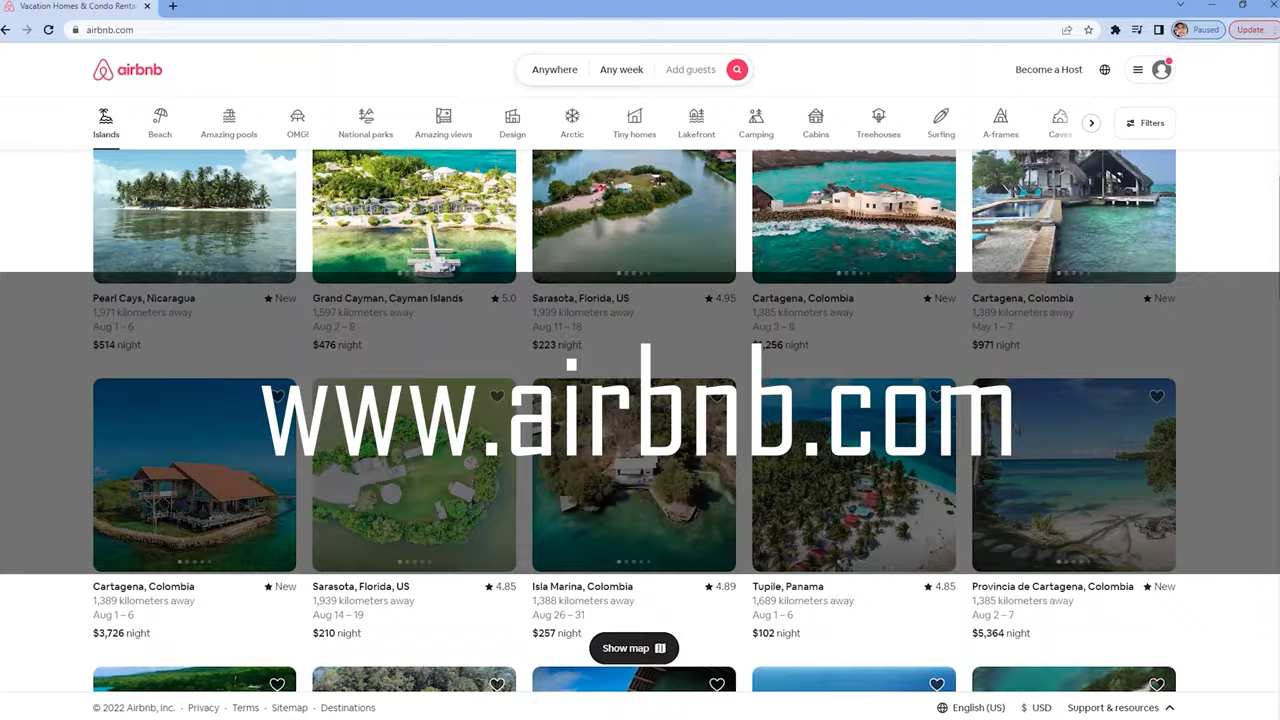 Vacation Homes & Condo Renta
airbnb.com
Paused
Update
airbnb
Anywhere
Any week
Add guests
Become a Host
Islands
Beach
Amazing pools
OMG!
National parks
Amazing views
Design
Arctic
Tiny homes
Lakefront
Camping
Cabins
Treehouses
Surfing
A-frames
Caves
Filters
Pearl Cays, Nicaragua New
1,971 kilometers away
Aug 1 – 6
$514 night
Grand Cayman, Cayman Islands 5.0
1,597 kilometers away
Aug 2 – 8
$476 night
Sarasota, Florida, US 4.95
1,939 kilometers away
Aug 11 – 18
$223 night
Cartagena, Colombia New
1,385 kilometers away
Aug 3 – 8
$1,256 night
Cartagena, Colombia New
1,389 kilometers away
May 1 – 7
$971 night
www.airbnb.com
Cartagena, Colombia New
1,389 kilometers away
Aug 1 – 6
$3,726 night
Sarasota, Florida, US 4.85
1,939 kilometers away
Aug 14 – 19
$210 night
Isla Marina, Colombia 4.89
1,388 kilometers away
Aug 26 – 31
$257 night
Tupile, Panama 4.85
1,689 kilometers away
Aug 1 – 6
$102 night
Provincia de Cartagena, Colombia New
1,385 kilometers away
Aug 2 – 7
$5,364 night
Show map
© 2022 Airbnb, Inc. · Privacy · Terms · Sitemap · Destinations
English (US) $ USD Support & resources